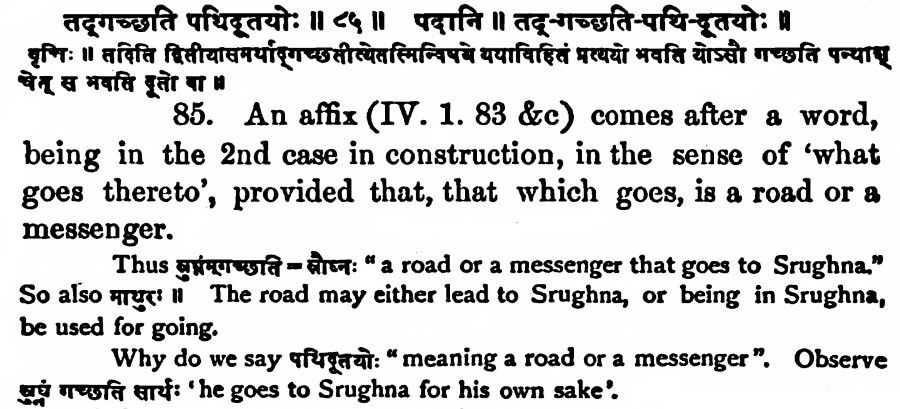 तद्गच्छति पथिदूतयोः ॥ ८५ ॥ पदानि ॥ तद्-गच्छति-पथि-दूतयोः ॥
वृत्तिः ॥ तदिति द्वितीयासमर्थाद्गच्छतीत्येतस्मिन्विषये यथाविहितं प्रत्ययो भवति योऽसौ गच्छति पन्थाश्
चेत् स भवति दूतो वा ॥
85. An affix (IV. 1. 83 &c) comes after a word,
being in the 2nd case in construction, in the sense of ‘what
goes thereto’, provided that, that which goes, is a road or a
messenger.
Thus स्रुघ्नंगच्छति = स्रौघ्नः “a road or a messenger that goes to Srughna.”
So also माथुरः ॥ The road may either lead to Srughna, or being in Srughna,
be used for going.
Why do we say पथिदूतयोः “meaning a road or a messenger”. Observe
स्रुघ्नं गच्छति सार्थः ‘he goes to Srughna for his own sake’.